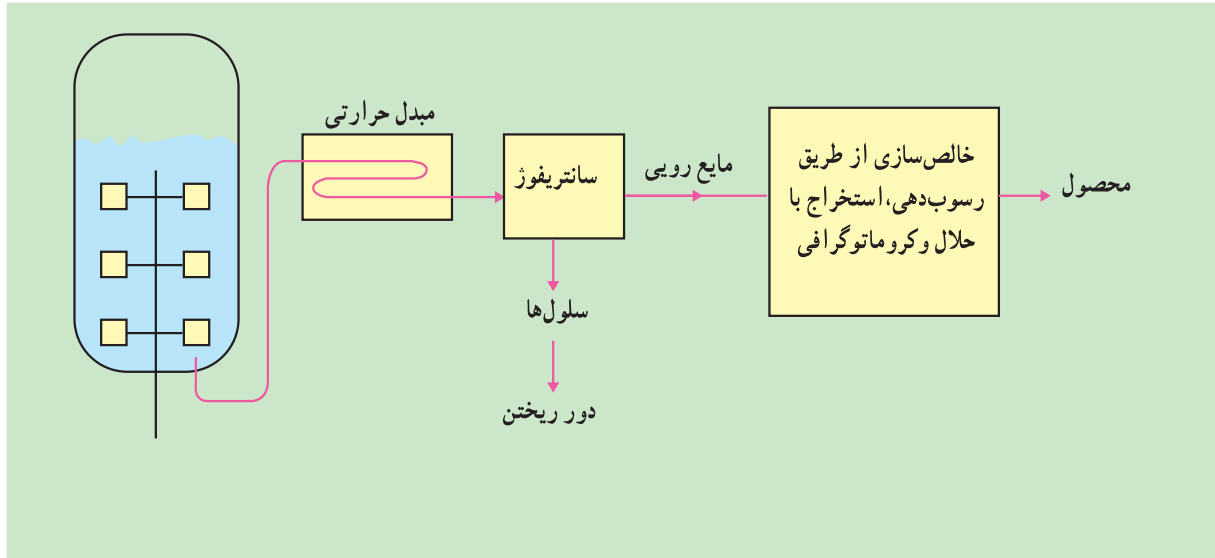 مبدل حرارتی
سانتریفوژ
مایع رویی
خالص‌سازی از طریق
رسوب‌دهی،استخراج با
حلال وکروماتوگرافی
محصول
سلول‌ها
دور ریختن